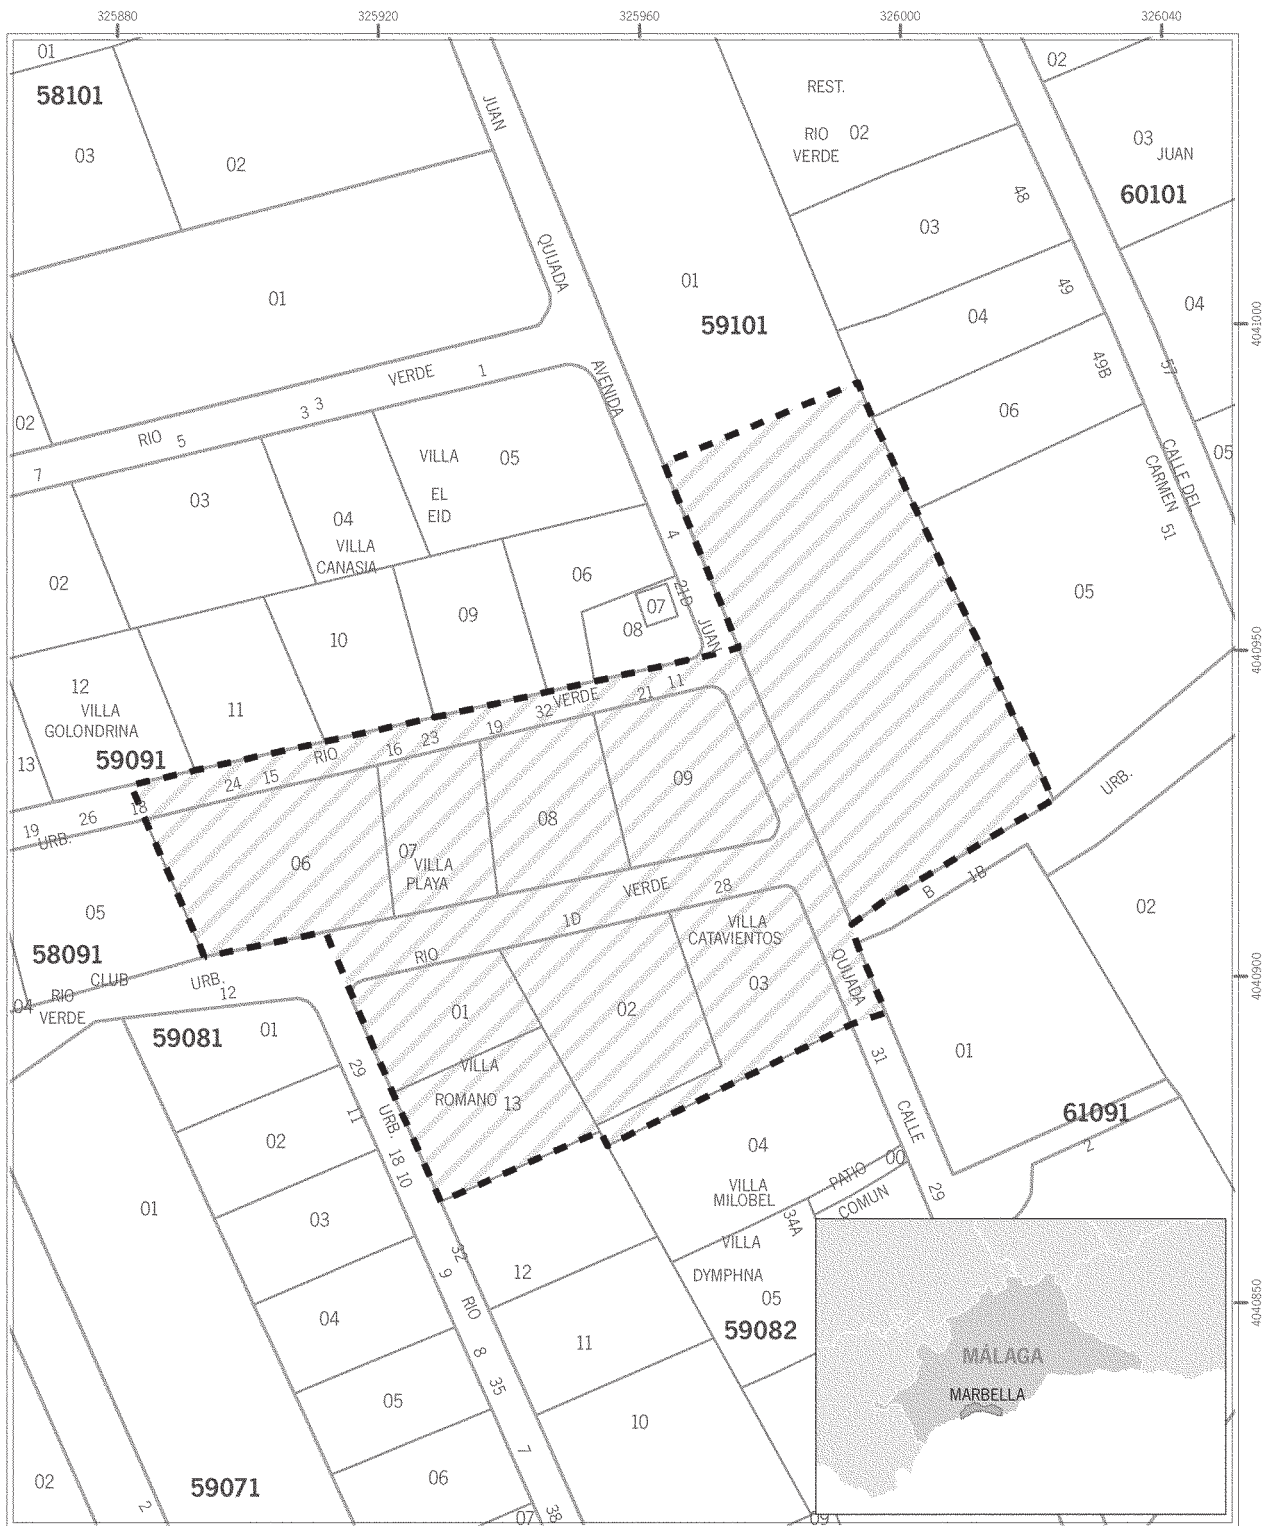 325880
325920
325960
326000
326040
01
58101
03
02
JUAN
REST.
RIO 02
VERDE
02
03
JUAN
60101
48
03
QUIJADA
01
01
59101
49
04
04
4041000
VERDE 1
3 3
RIO 5
02
7
AVENIDA
49B
57
06
05
VILLA 05
EL
EID
03
04
VILLA
CANASIA
CALLE DEL
CARMEN 51
4
02
06
07
08
21D
JUAN
09
10
05
4040950
12
VILLA
GOLONDRINA
11
59091
13
VERDE
11
21
32
19
23
16
RIO
15
24
18
26
19
URB.
09
08
07
VILLA
PLAYA
06
URB.
1D
B
VERDE 28
1D
RIO
VILLA
CATAVIENTOS
03
QUIJADA
02
05
58091
CLUB
RIO
VERDE
04
URB.
12
59081
01
4040900
01
02
VILLA
ROMANO 13
29
11
URB.
18
10
02
31
CALLE
01
61091
2
04
VILLA
MILOBEL
PATIO
COMUN
00
29
34A
VILLA
DYMPHNA
05
59082
01
03
04
05
06
07
32
9
RIO
8
35
7
38
12
11
10
09
4040850
02
2
59071
MÁLAGA
MARBELLA